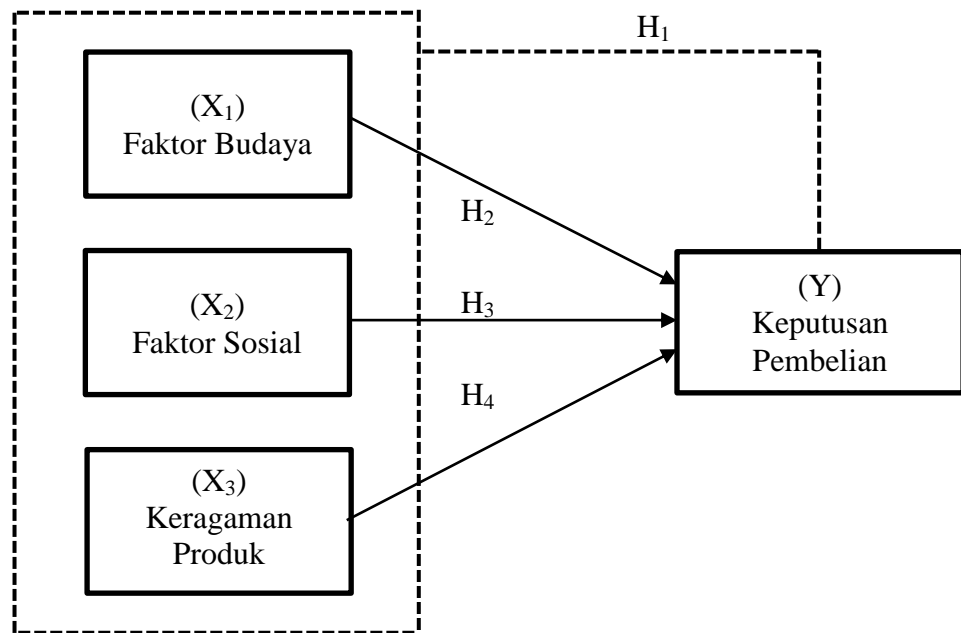 H₁
(X₁)
Faktor Budaya
H₂
(X₂)
Faktor Sosial
H₃
(Y)
Keputusan
Pembelian
H₄
(X₃)
Keragaman
Produk